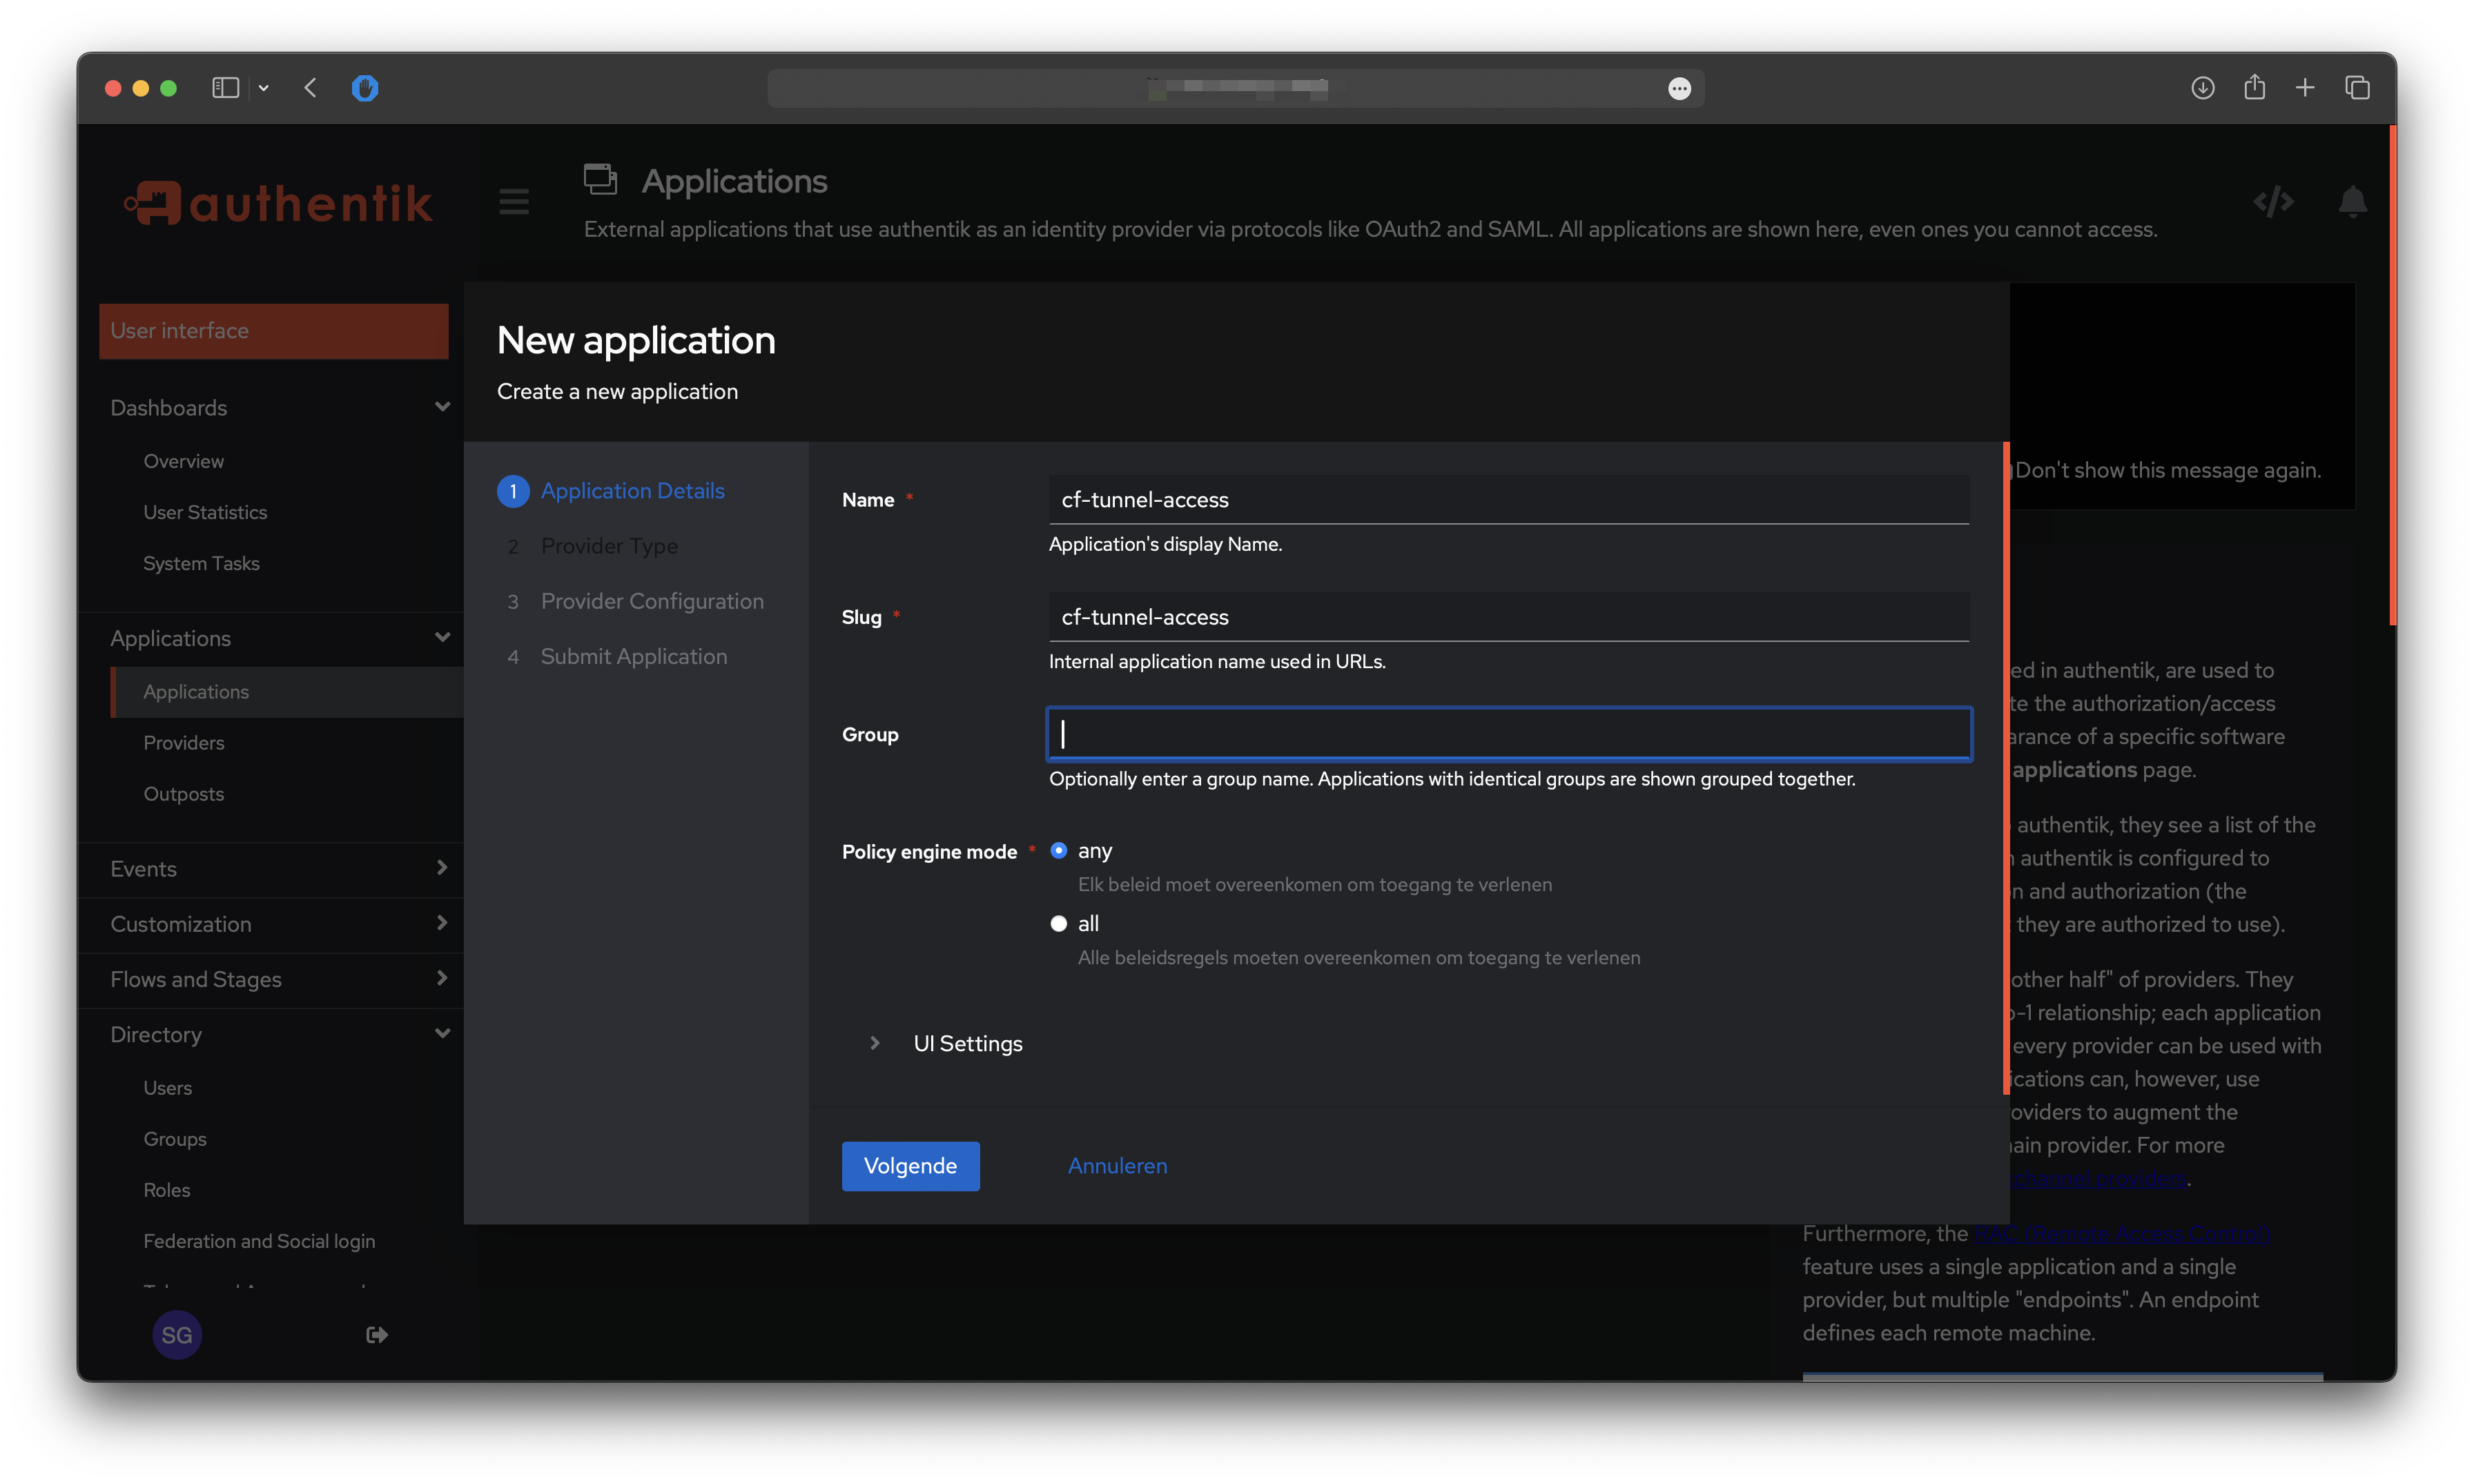 authentik
Applications
External applications that use authentik as an identity provider via protocols like OAuth2 and SAML. All applications are shown here, even ones you cannot access.
User interface
Dashboards
Overview
User Statistics
System Tasks
Applications
Applications
Providers
Outposts
Events
Customization
Flows and Stages
Directory
Users
Groups
Roles
Federation and Social login
SG
New application
Create a new application
1 Application Details
2 Provider Type
3 Provider Configuration
4 Submit Application
Name *
cf-tunnel-access
Application's display Name.
Slug *
cf-tunnel-access
Internal application name used in URLs.
Group
Optionally enter a group name. Applications with identical groups are shown grouped together.
Policy engine mode *
any
Elk beleid moet overeenkomen om toegang te verlenen
all
Alle beleidsregels moeten overeenkomen om toegang te verlenen
UI Settings
Volgende
Annuleren
Don't show this message again.
ed in authentik, are used to
te the authorization/access
arance of a specific software
applications page.
authentik, they see a list of the
authentik is configured to
n and authorization (the
they are authorized to use).
other half" of providers. They
o-1 relationship; each application
every provider can be used with
ications can, however, use
oviders to augment the
ain provider. For more
channel providers.
Furthermore, the RAC (Remote Access Control)
feature uses a single application and a single
provider, but multiple "endpoints". An endpoint
defines each remote machine.